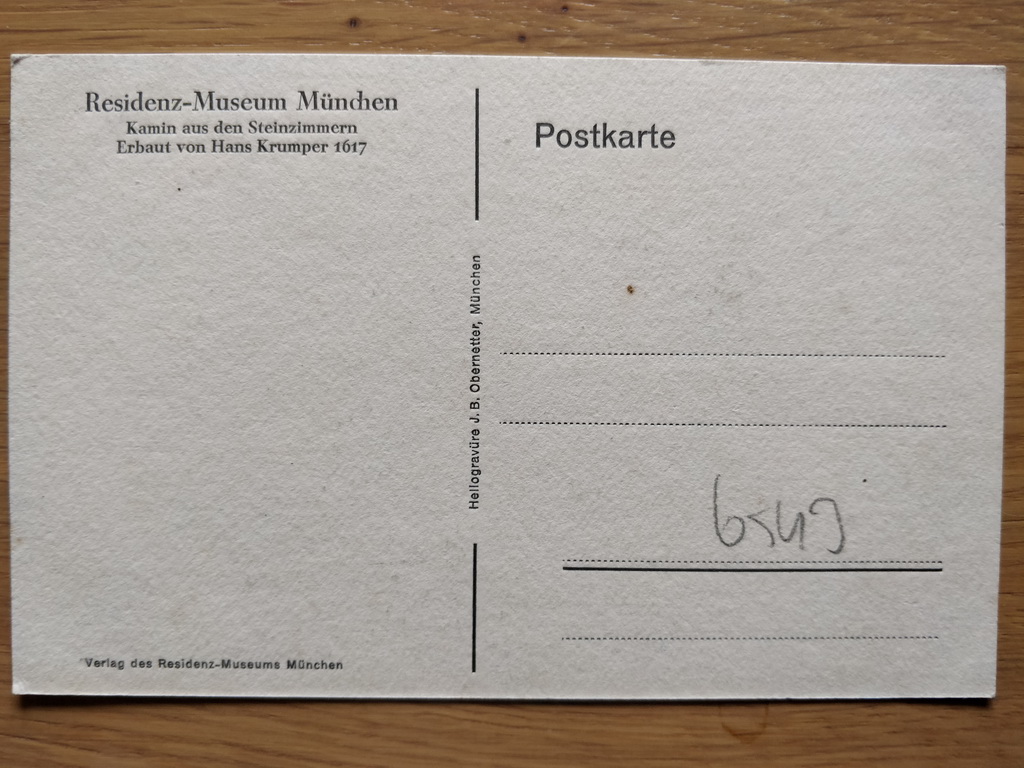 Residenz-Museum München
Kamin aus den Steinzimmern
Erbaut von Hans Krumper 1617
Postkarte
Heliogravüre J. B. Obernetter, München
6549
Verlag des Residenz-Museums München